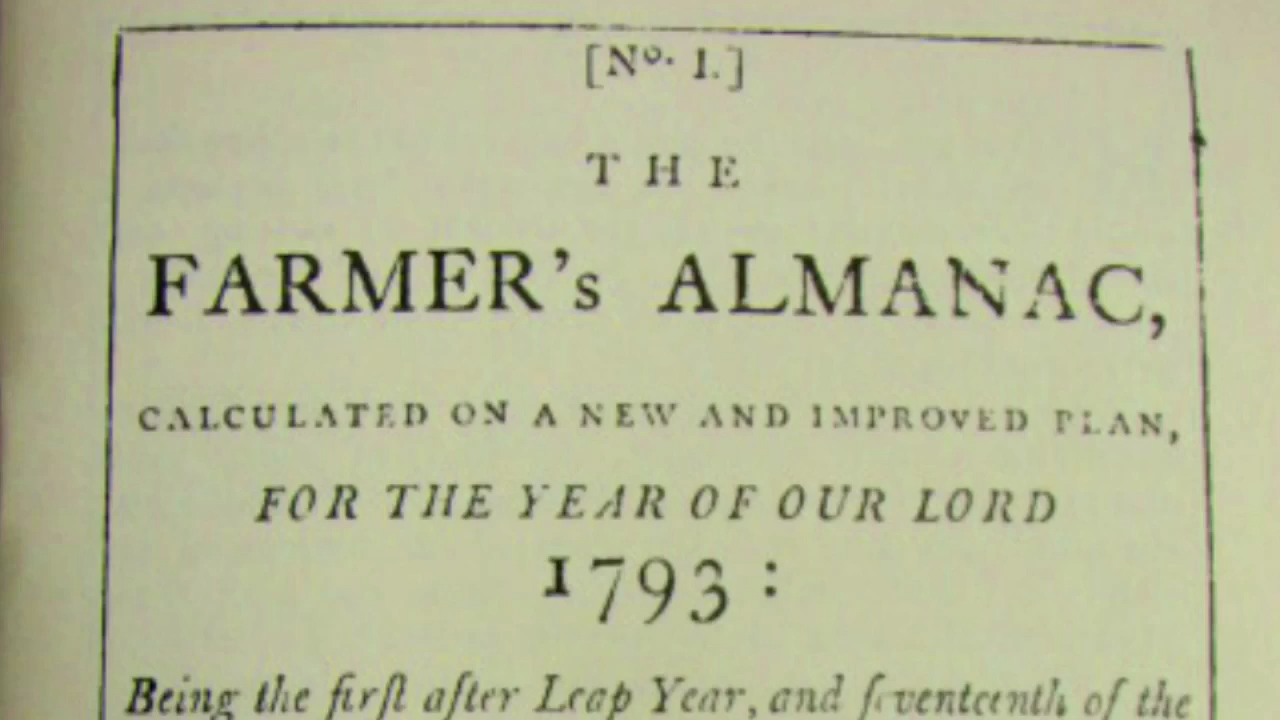 [No. I.]
THE
FARMER's ALMANAC,
CALCULATED ON A NEW AND IMPROVED PLAN,
FOR THE YEAR OF OUR LORD
1793:
Being the firſt after Leap Year, and ſeventeenth of the